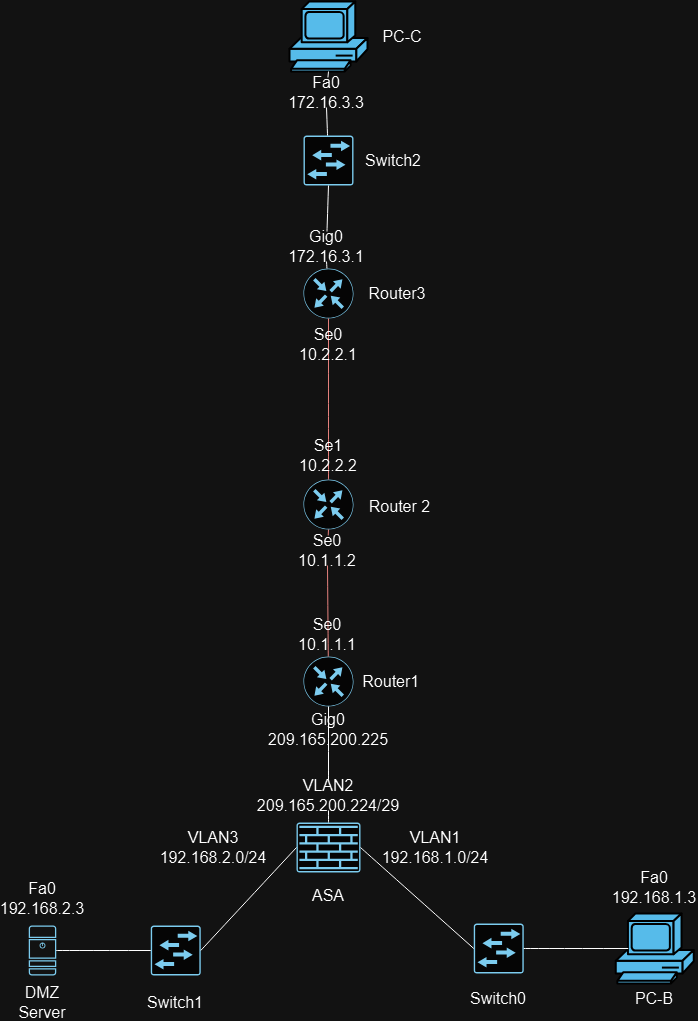 PC-C
Fa0
172.16.3.3
Switch2
Gig0
172.16.3.1
Router3
Se0
10.2.2.1
Se1
10.2.2.2
Router 2
Se0
10.1.1.2
Se0
10.1.1.1
Router1
Gig0
209.165.200.225
VLAN2
209.165.200.224/29
VLAN3
192.168.2.0/24
VLAN1
192.168.1.0/24
ASA
Fa0
192.168.2.3
Fa0
192.168.1.3
DMZ
Server
Switch1
Switch0
PC-B